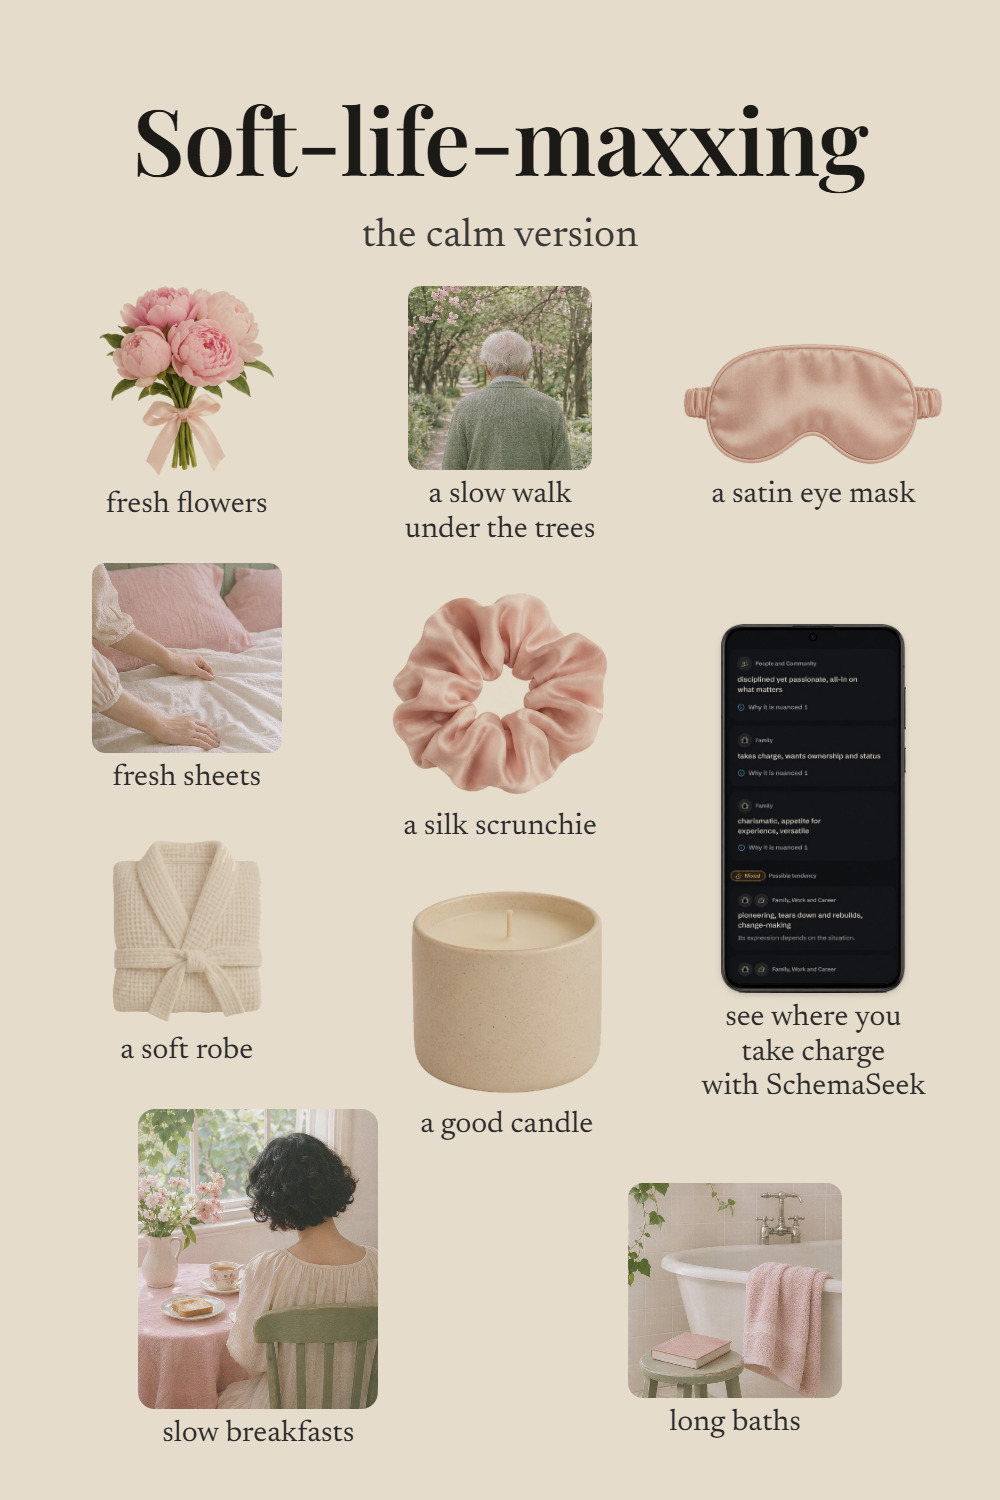 Soft-life-maxxing
the calm version
fresh flowers
a slow walk
under the trees
a satin eye mask
fresh sheets
a silk scrunchie
People and Community
disciplined yet passionate, all-in on
what matters
Why it is nuanced 1
Family
takes charge, wants ownership and status
Why it is nuanced 1
Family
charismatic, appetite for
experience, versatile
Why it is nuanced 1
Mixed Possible tendency
Family, Work and Career
pioneering, tears down and rebuilds,
change-making
Its expression depends on the situation.
Family, Work and Career
see where you
take charge
with SchemaSeek
a soft robe
a good candle
slow breakfasts
long baths